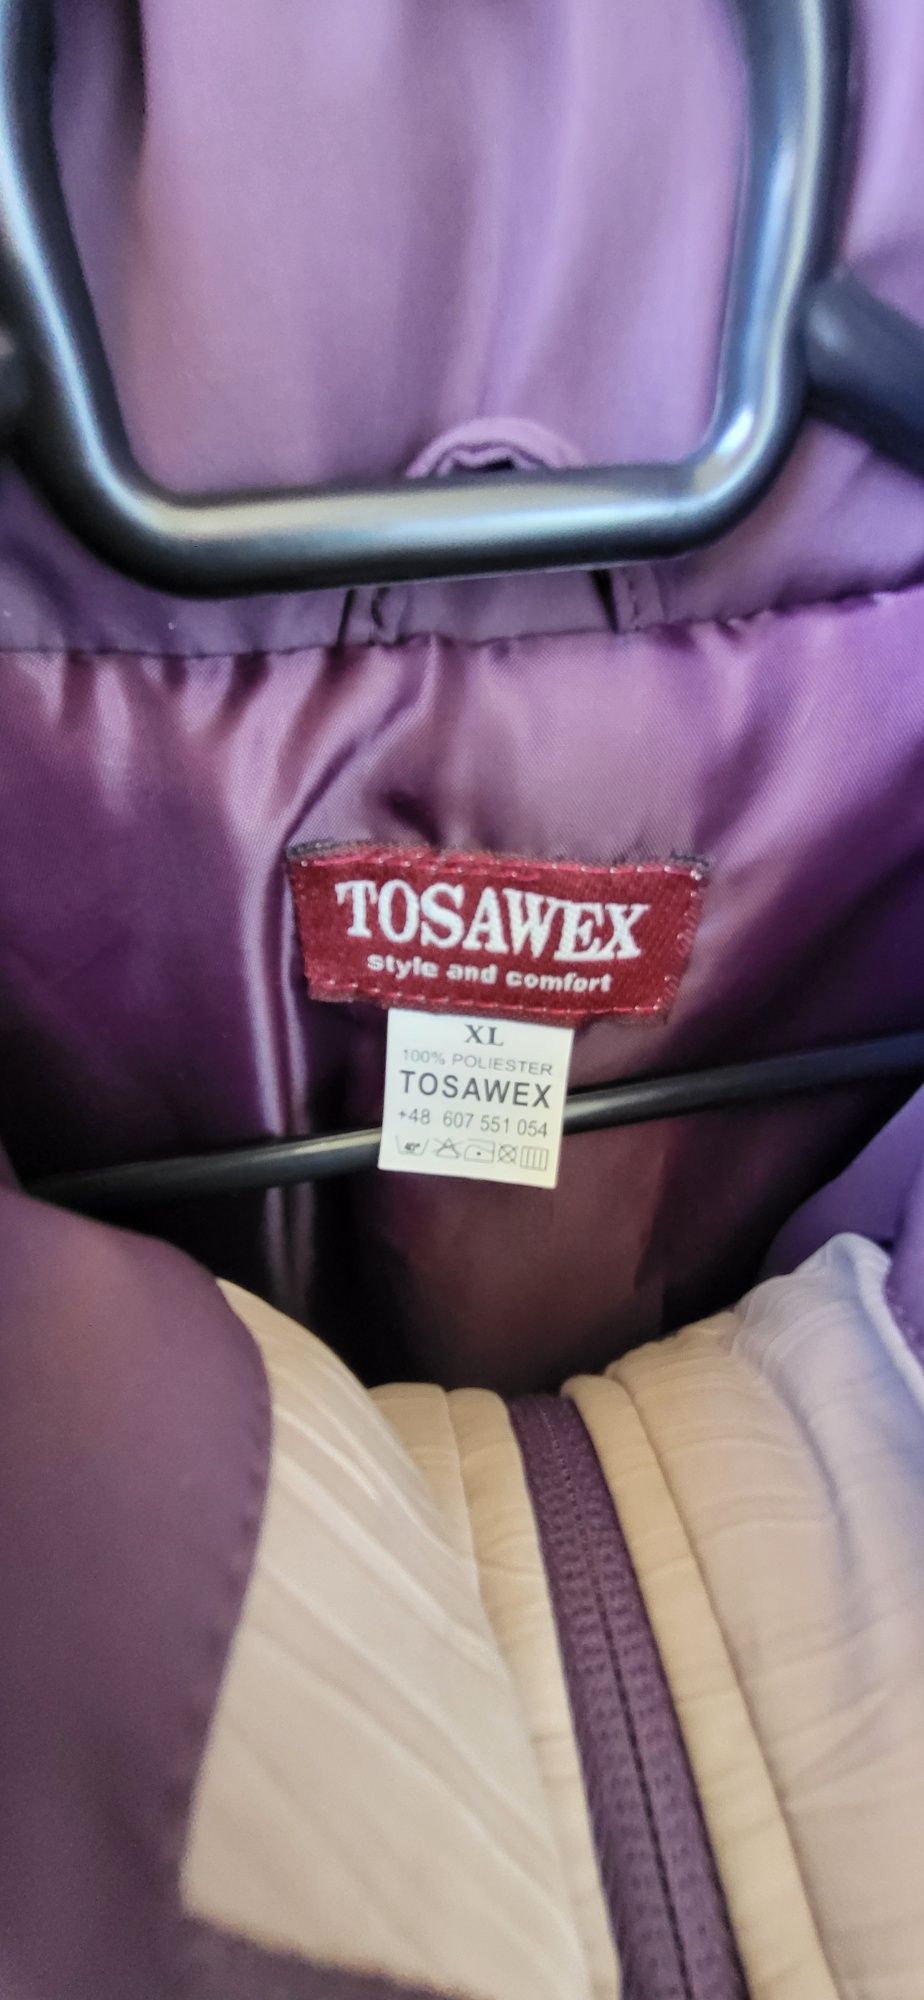 TOSAWEX
style and comfort
XL
100% POLIESTER
TOSAWEX
+48 607 551 054